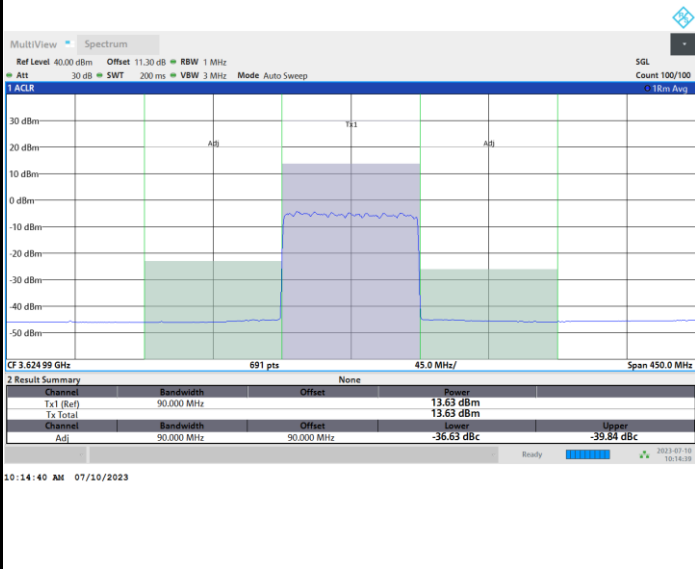 MultiView Spectrum
Ref Level 40.00 dBm Offset 11.30 dB RBW 1 MHz SGL
Att 30 dB SWT 200 ms VBW 3 MHz Mode Auto Sweep Count 100/100
1 ACLR 1Rm Avg
30 dBm
Tx1
20 dBm
Adj Adj
10 dBm
0 dBm
-10 dBm
-20 dBm
-30 dBm
-40 dBm
-50 dBm
CF 3.624 99 GHz 691 pts 45.0 MHz/ Span 450.0 MHz
2 Result Summary None
Channel Bandwidth Offset Power
Tx1 (Ref) 90.000 MHz 13.63 dBm
Tx Total 13.63 dBm
Channel Bandwidth Offset Lower Upper
Adj 90.000 MHz 90.000 MHz -36.63 dBc -39.84 dBc
Ready 2023-07-10
10:14:39
10:14:40 AM 07/10/2023